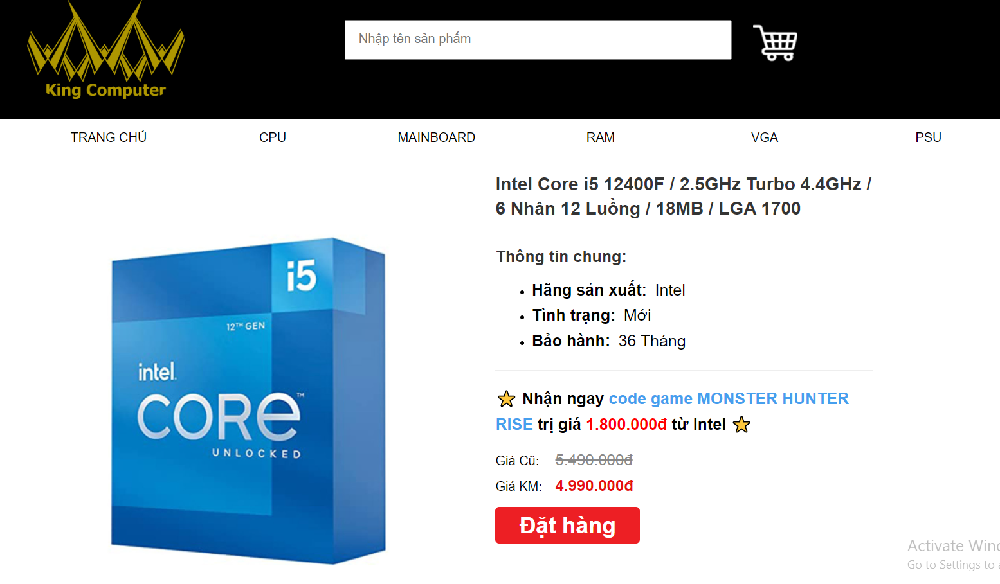 King Computer
Nhập tên sản phẩm
TRANG CHỦ
CPU
MAINBOARD
RAM
VGA
PSU
Intel Core i5 12400F / 2.5GHz Turbo 4.4GHz /
6 Nhân 12 Luồng / 18MB / LGA 1700
Thông tin chung:
Hãng sản xuất: Intel
Tình trạng: Mới
Bảo hành: 36 Tháng
Nhận ngay code game MONSTER HUNTER
RISE trị giá 1.800.000đ từ Intel
Giá Cũ: 5.490.000đ
Giá KM: 4.990.000đ
Đặt hàng
i5
12TH GEN
intel.
CORE™
UNLOCKED
Activate Wind
Go to Settings to a